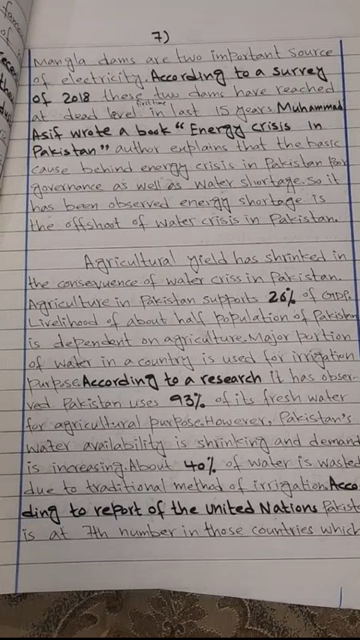 7)
Mangla dams are two important source
of electricity. According to a survey
of 2018 these two dams have reached
at dead level in last 15 years. Muhammad
Asif wrote a book "Energy crisis In
Pakistan" author explains that the basic
cause behind energy crisis in Pakistan
governance as well as water shortage. So it
has been observed energy shortage is
the offshoot of water crisis in Pakistan.
Agricultural yield has shrinked in
the consequence of water criss in Pakistan.
Agriculture in Pakistan supports 26% of GDP.
Livelihood of about half population of Pakistan
is dependent on agriculture. Major portion
of water in a country is used for irrigation
purpose. According to a research it has obser
ved Pakistan uses 93% of its fresh water
for agricultural purpose. However, Pakistan's
water availability is shrinking and demand
is increasing. About 40% of water is wasted
due to traditional method of irrigation. Acco
ding to report of the united Nations Pakist
is at 7th number in those countries which